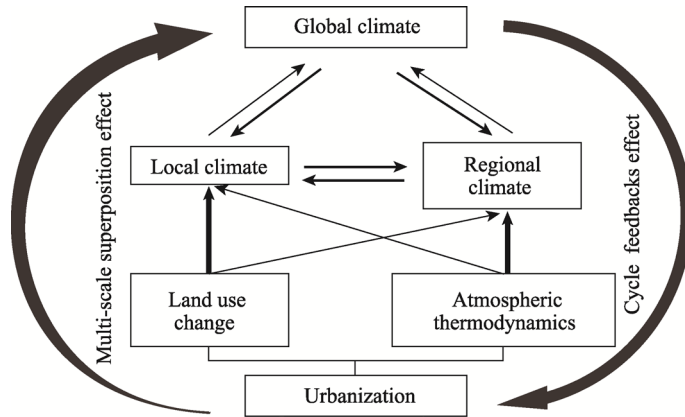 Global climate
Multi-scale superposition effect
Cycle feedbacks effect
Local climate
Regional
climate
Land use
change
Atmospheric
thermodynamics
Urbanization